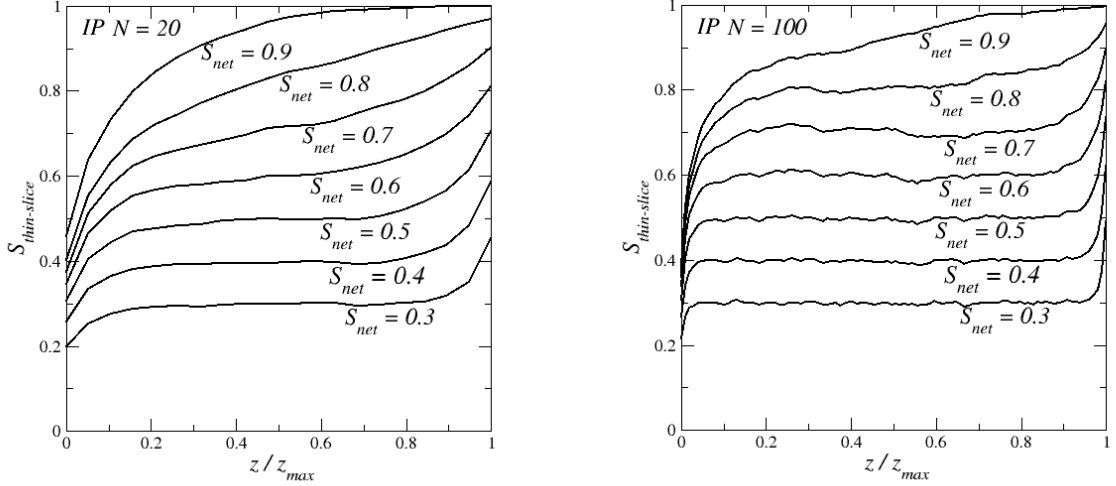 IP N = 20
S_net = 0.9
S_net = 0.8
S_net = 0.7
S_net = 0.6
S_net = 0.5
S_net = 0.4
S_net = 0.3
S_thin-slice
1
0.8
0.6
0.4
0.2
0
0 0.2 0.4 0.6 0.8 1
z / z_max
IP N = 100
S_net = 0.9
S_net = 0.8
S_net = 0.7
S_net = 0.6
S_net = 0.5
S_net = 0.4
S_net = 0.3
S_thin-slice
1
0.8
0.6
0.4
0.2
0
0 0.2 0.4 0.6 0.8 1
z / z_max